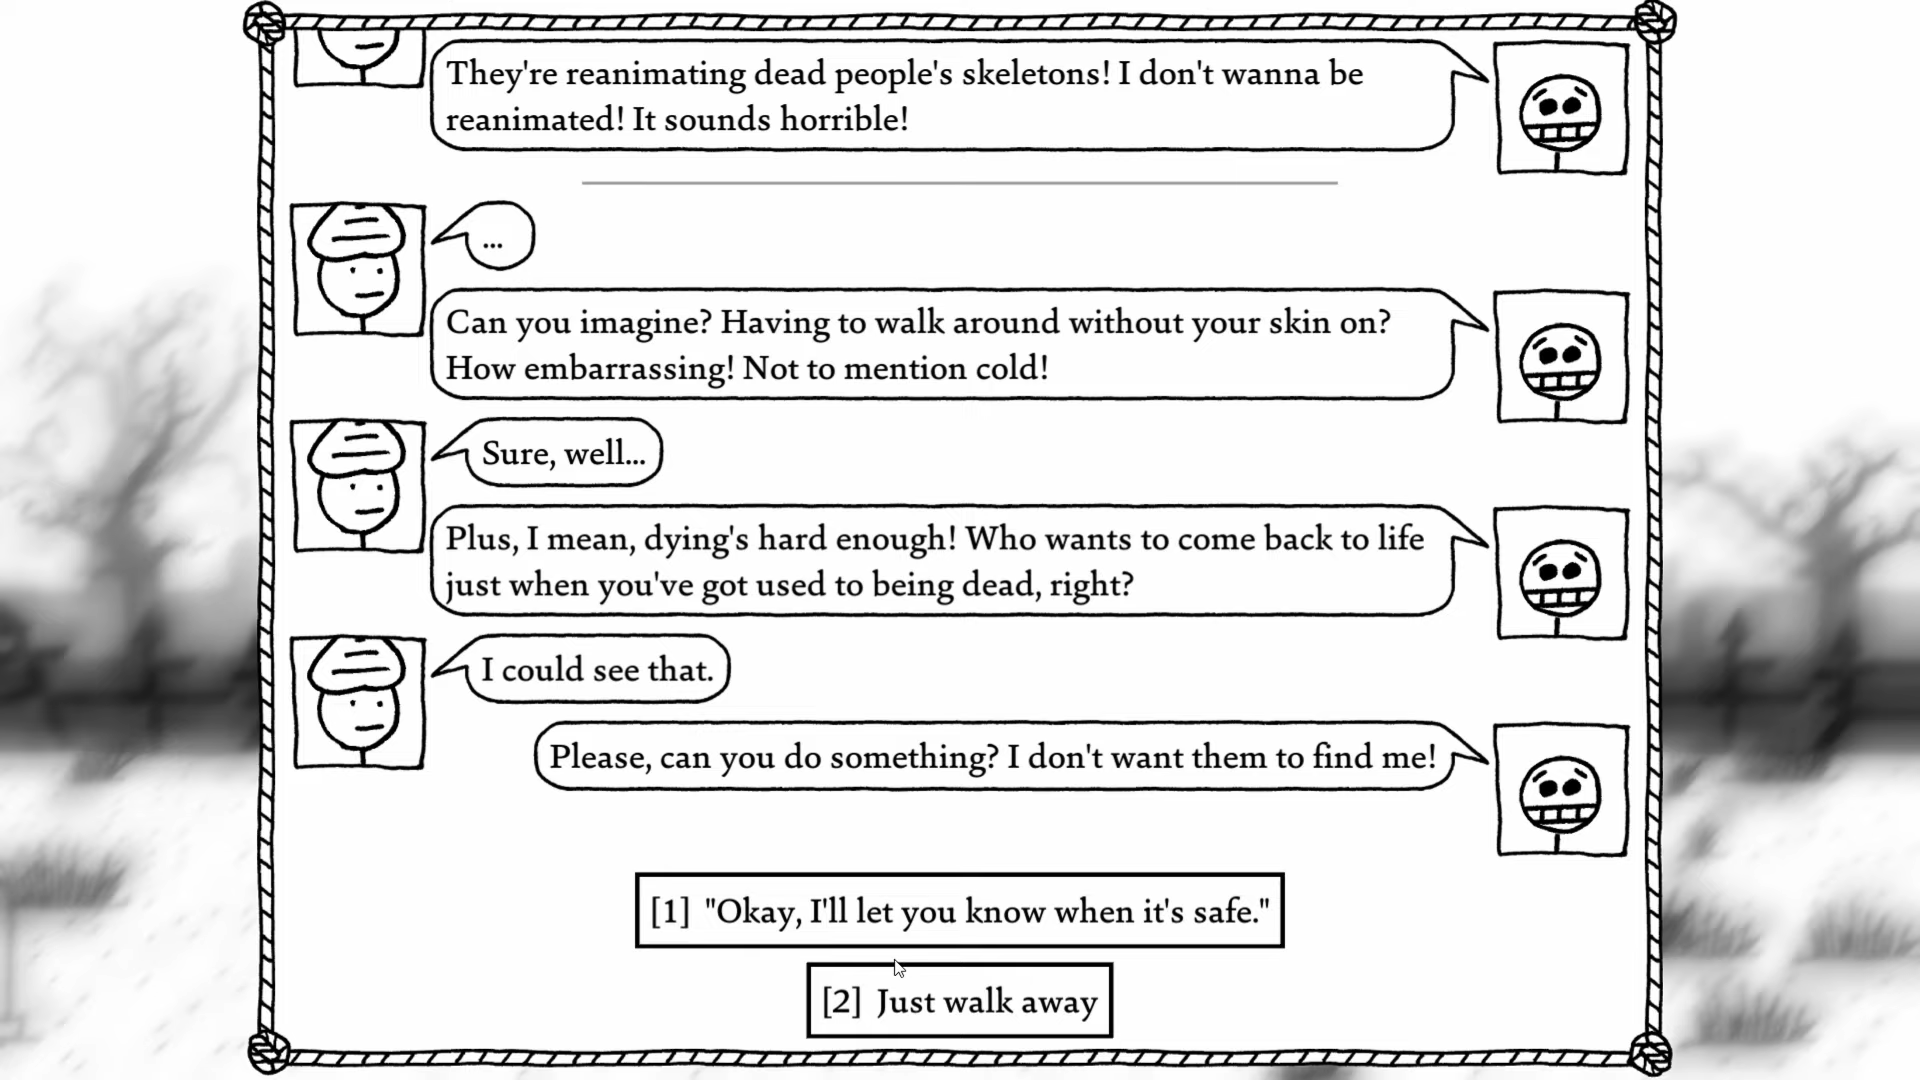 They're reanimating dead people's skeletons! I don't wanna be
reanimated! It sounds horrible!
...
Can you imagine? Having to walk around without your skin on?
How embarrassing! Not to mention cold!
Sure, well...
Plus, I mean, dying's hard enough! Who wants to come back to life
just when you've got used to being dead, right?
I could see that.
Please, can you do something? I don't want them to find me!
[1] "Okay, I'll let you know when it's safe."
[2] Just walk away